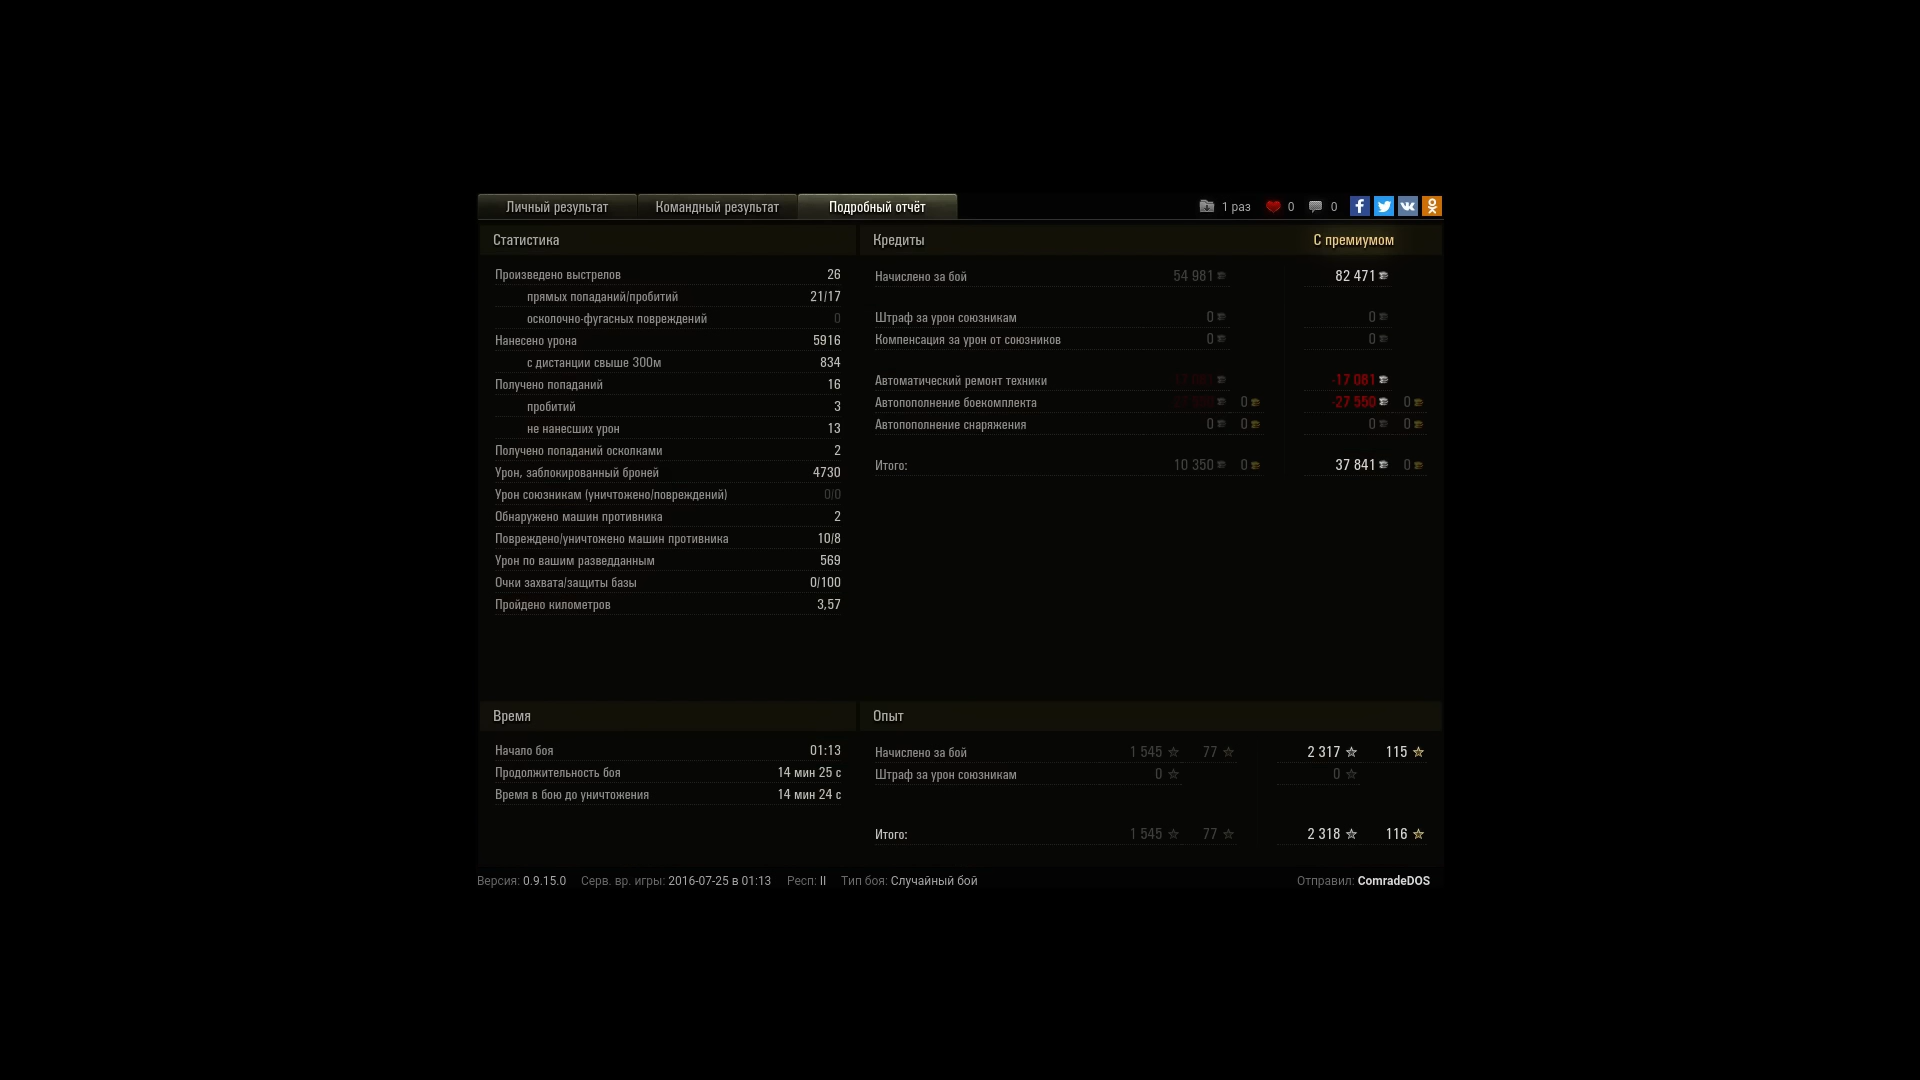 Личный результат Командный результат Подробный отчёт 1 раз 0 0
Статистика
Произведено выстрелов 26
прямых попаданий/пробитий 21/17
осколочно-фугасных повреждений 0
Нанесено урона 5916
с дистанции свыше 300м 834
Получено попаданий 16
пробитий 3
не нанесших урон 13
Получено попаданий осколками 2
Урон, заблокированный броней 4730
Урон союзникам (уничтожено/повреждений) 0/0
Обнаружено машин противника 2
Повреждено/уничтожено машин противника 10/8
Урон по вашим разведданным 569
Очки захвата/защиты базы 0/100
Пройдено километров 3,57
Кредиты С премиумом
Начислено за бой 54 981 82 471
Штраф за урон союзникам 0 0
Компенсация за урон от союзников 0 0
Автоматический ремонт техники -17 081
Автопополнение боекомплекта 0 -27 550 0
Автопополнение снаряжения 0 0 0 0
Итого: 10 350 0 37 841 0
Время
Начало боя 01:13
Продолжительность боя 14 мин 25 с
Время в бою до уничтожения 14 мин 24 с
Опыт
Начислено за бой 1 545 77 2 317 115
Штраф за урон союзникам 0 0
Итого: 1 545 77 2 318 116
Версия: 0.9.15.0 Серв. вр. игры: 2016-07-25 в 01:13 Респ: II Тип боя: Случайный бой Отправил: ComradeDOS